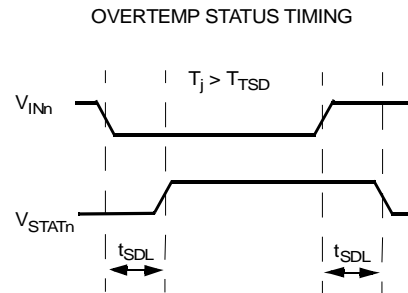 OVERTEMP STATUS TIMING
Tj > TTSD
VINn
VSTATn
tSDL
tSDL